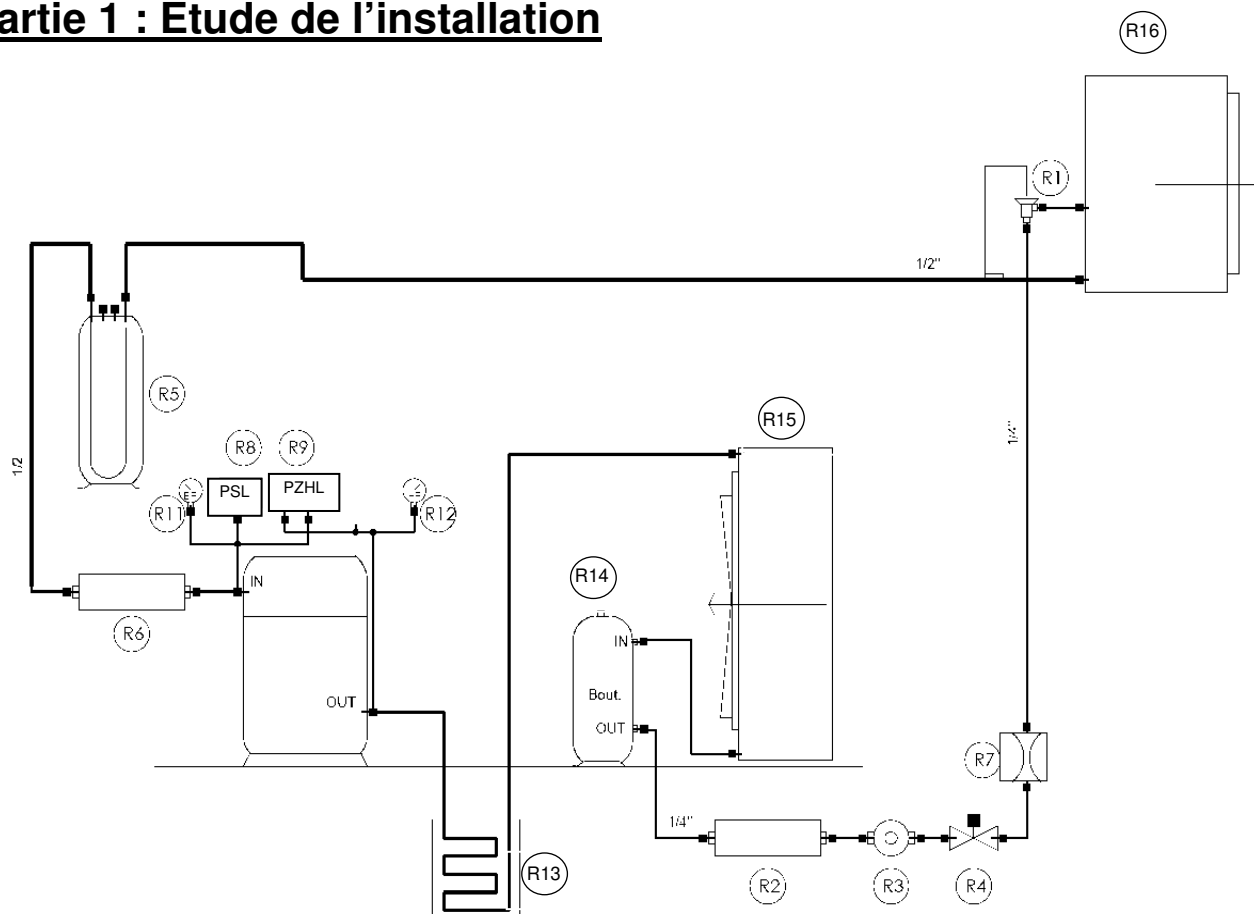 artie 1 : Etude de l'installation
R16
R1
1/2"
R5
R15
1/4"
1/2
R8
R9
PSL
PZHL
R11
R12
R14
IN
IN
R6
Bout.
OUT
OUT
R7
1/4"
R13
R2
R3
R4